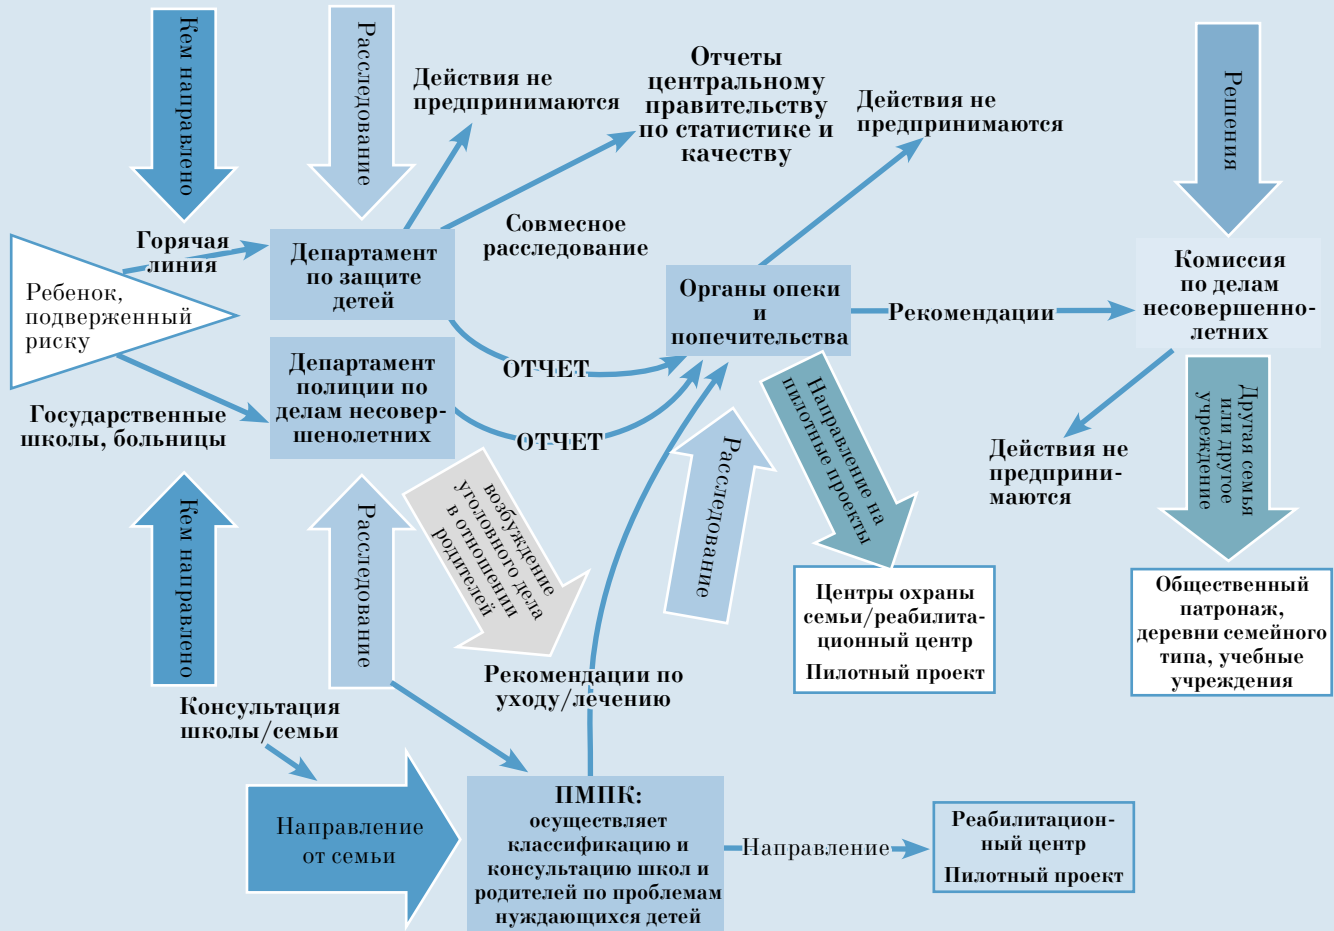 Кем направлено
Расследование
Действия не
предпринимаются
Отчеты
центральному
правительству
по статистике и
качеству
Действия не
предпринимаются
Решения
Горячая
линия
Ребенок,
подверженный
риску
Департамент
по защите
детей
Совмесное
расследование
Органы опеки
и
попечительства
Рекомендации
Комиссия
по делам
несовершенно-
летних
Государственные
школы, больницы
Департамент
полиции по
делам несовер-
шенолетних
ОТЧЕТ
ОТЧЕТ
Кем направлено
Расследование
возбуждение
уголовного дела
в отношении
родителей
Расследование
Направление на
пилотные проекты
Действия не
предприни-
маются
Другая семья
или другое
учреждение
Центры охраны
семьи/реабилита-
ационный центр
Пилотный проект
Общественный
патронаж,
деревни семейного
типа, учебные
учреждения
Консультация
школы/семьи
Рекомендации по
уходу/лечению
Направление
от семьи
ПМПК:
осуществляет
классификацию и
консультацию школ и
родителей по проблемам
нуждающихся детей
Направление
Реабилитацион-
ный центр
Пилотный проект